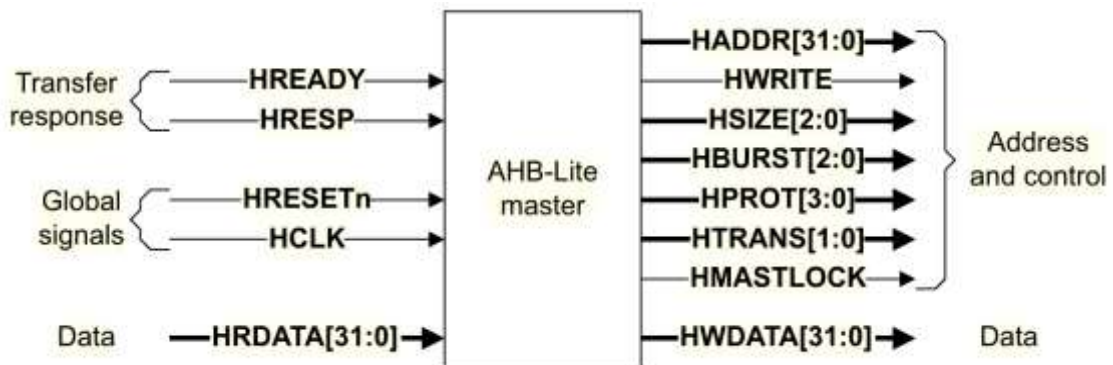 Transfer
response
HREADY
HRESP
Global
signals
HRESETn
HCLK
Data
HRDATA[31:0]
AHB-Lite
master
HADDR[31:0]
HWRITE
HSIZE[2:0]
HBURST[2:0]
HPROT[3:0]
HTRANS[1:0]
HMASTLOCK
Address
and control
HWDATA[31:0]
Data